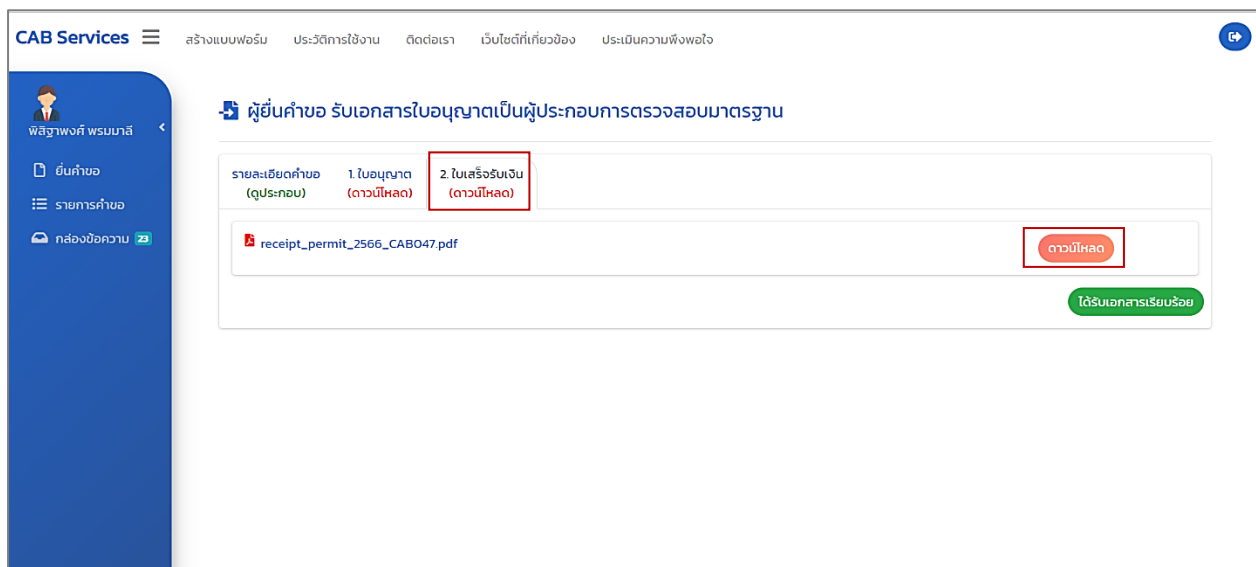 CAB Services สร้างแบบฟอร์ม ประวัติการใช้งาน ติดต่อเรา เว็บไซต์ที่เกี่ยวข้อง ประเมินความพึงพอใจ
พิสิฐาพงศ์ พรมมาลี
ยื่นคำขอ
รายการคำขอ
กล่องข้อความ 23
ผู้ยื่นคำขอ รับเอกสารใบอนุญาตเป็นผู้ประกอบการตรวจสอบมาตรฐาน
รายละเอียดคำขอ 1. ใบอนุญาต 2. ใบเสร็จรับเงิน
(ดูประกอบ) (ดาวน์โหลด) (ดาวน์โหลด)
receipt_permit_2566_CAB047.pdf ดาวน์โหลด
ได้รับเอกสารเรียบร้อย